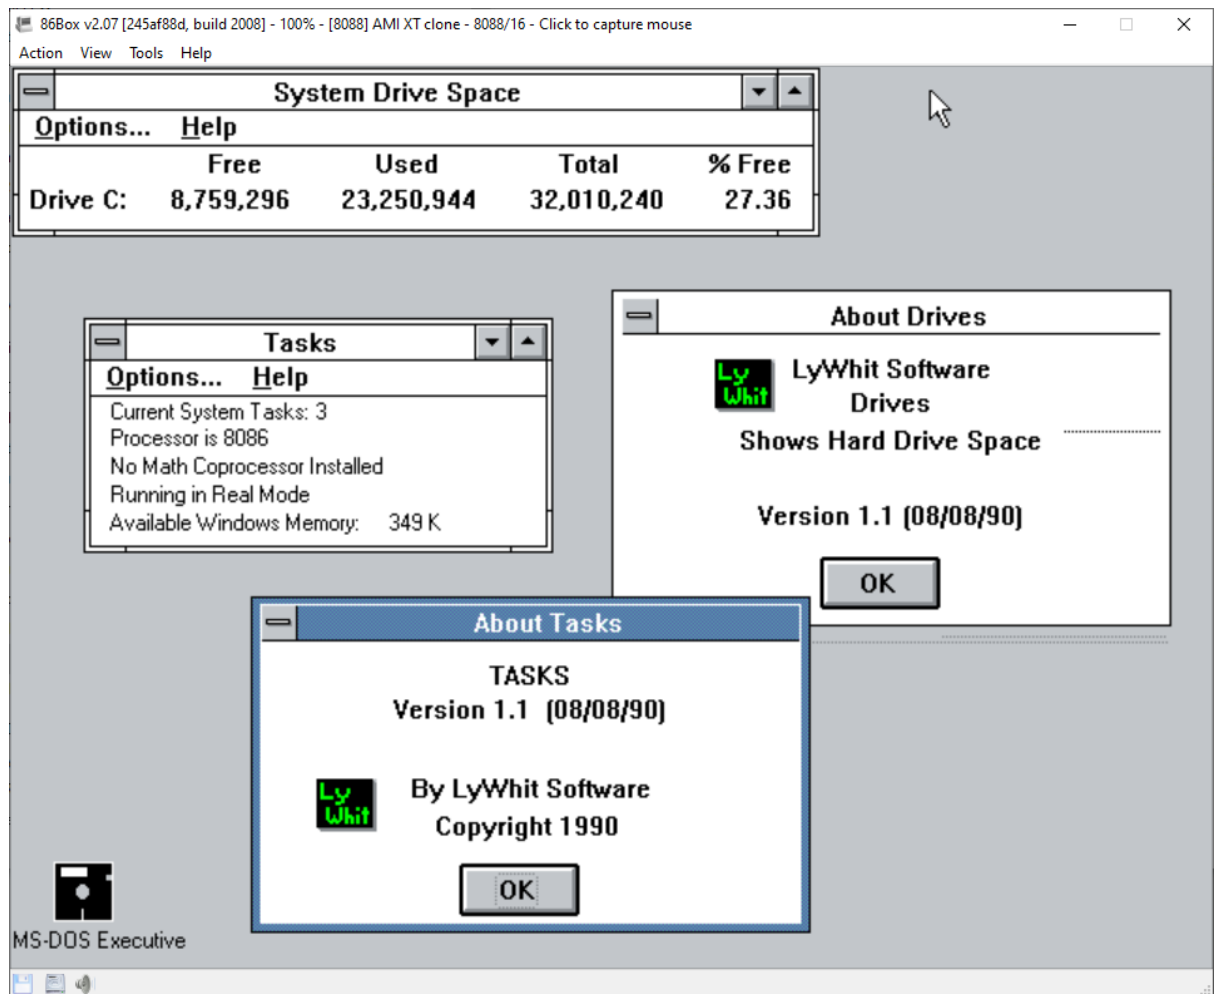 86Box v2.07 [245af88d, build 2008] - 100% - [8088] AMI XT clone - 8088/16 - Click to capture mouse
Action View Tools Help
System Drive Space
Options... Help
Free Used Total % Free
Drive C: 8,759,296 23,250,944 32,010,240 27.36
Tasks
Options... Help
Current System Tasks: 3
Processor is 8086
No Math Coprocessor Installed
Running in Real Mode
Available Windows Memory: 349 K
About Drives
Ly
Whit
LyWhit Software
Drives
Shows Hard Drive Space
Version 1.1 (08/08/90)
OK
About Tasks
TASKS
Version 1.1 (08/08/90)
Ly
Whit
By LyWhit Software
Copyright 1990
OK
MS-DOS Executive